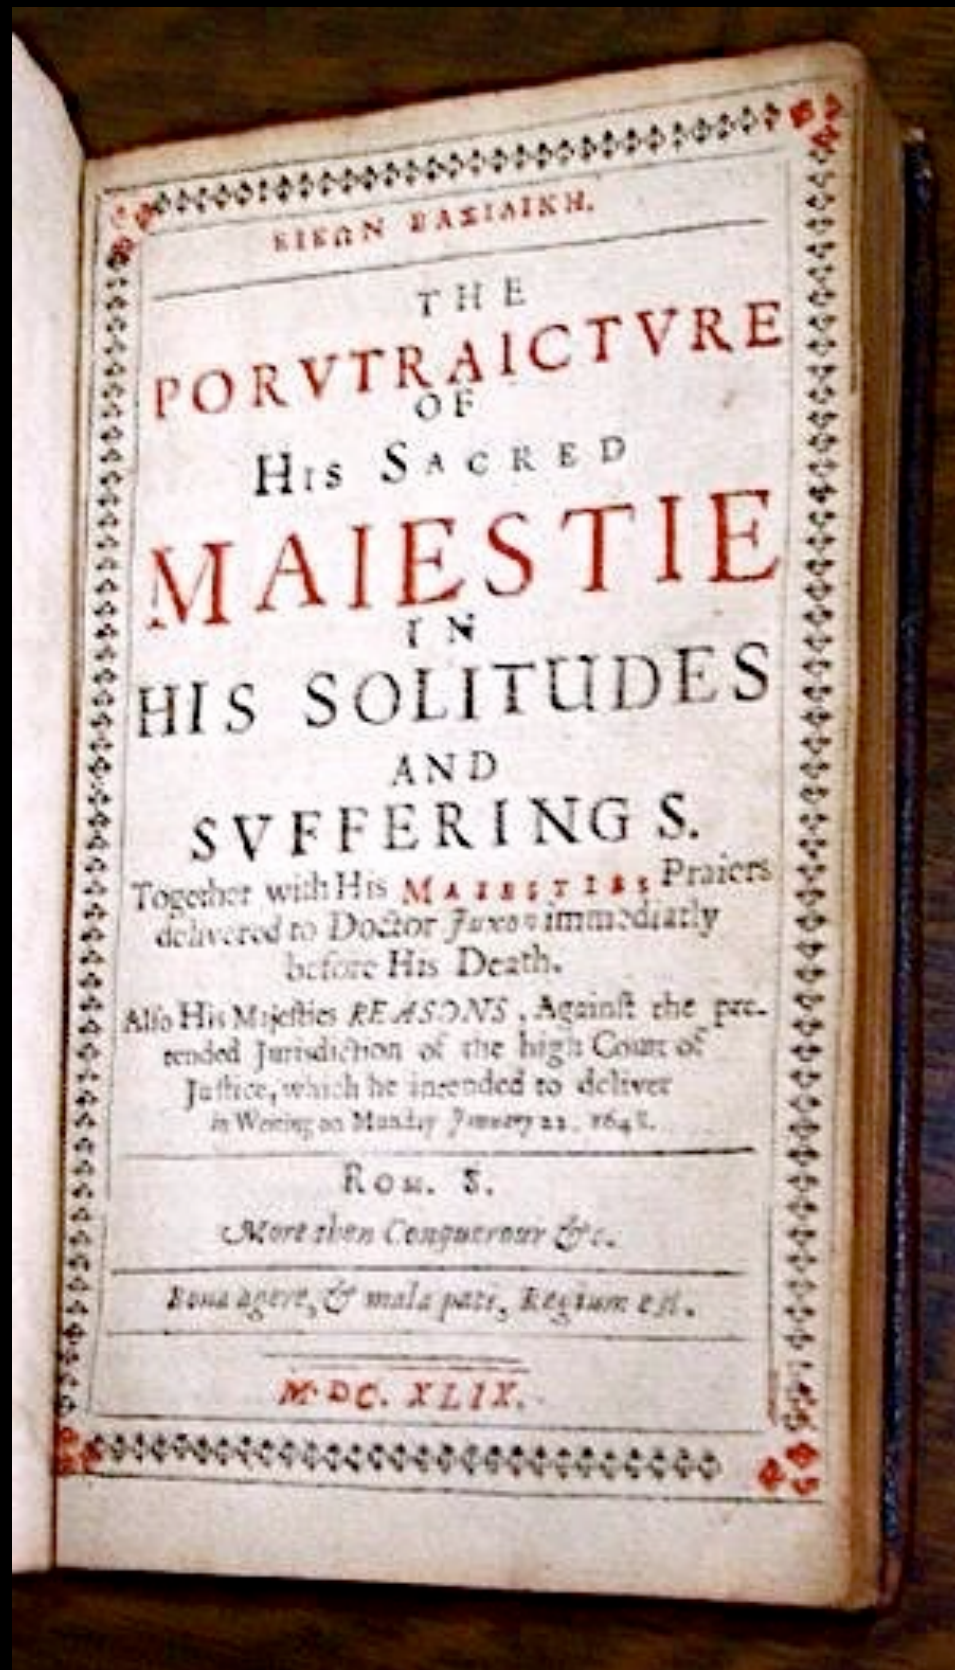 ΕΙΚΩΝ ΒΑΣΙΛΙΚΗ.
THE
PORVTRAICTVRE
OF
HIS SACRED
MAIESTIE
IN
HIS SOLITUDES
AND
SVFFERINGS.
Together with His MAIESTIES Praiers
delivered to Doctor Juxon immediatly
before His Death.
Alſo His Majeſties REASONS, Againſt the pre-
tended Jurisdiction of the high Court of
Juſtice, which he intended to deliver
in Writing on Munday January 22. 1648.
ROM. 8.
More then Conquerour &c.
Bona agere, & mala pati, Regium est.
M. DC. XLIX.